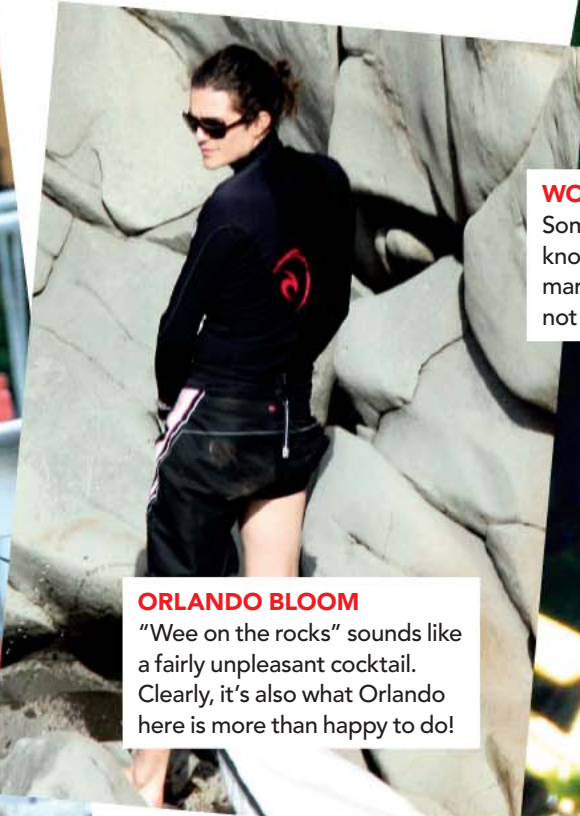 ORLANDO BLOOM
“Wee on the rocks” sounds like
a fairly unpleasant cocktail.
Clearly, it’s also what Orlando
here is more than happy to do!
not